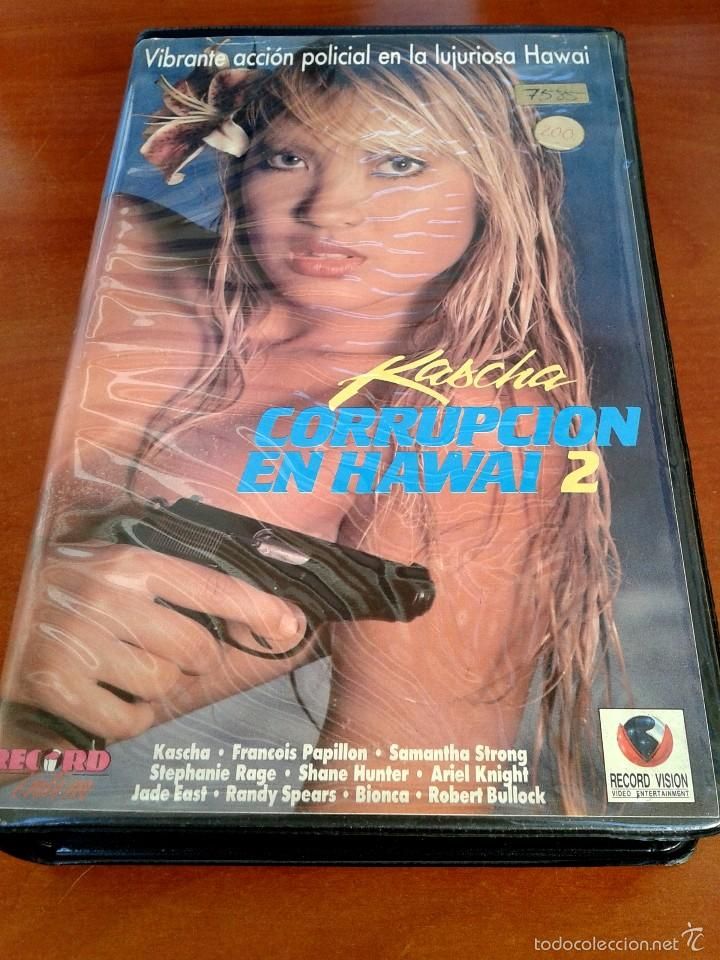 Vibrante acción policial en la lujuriosa Hawai
7585
200
Kascha
CORRUPCION
EN HAWAI 2
Kascha • Francois Papillon • Samantha Strong
Stephanie Rage • Shane Hunter • Ariel Knight
Jade East • Randy Spears • Bionca • Robert Bullock
RECORD
RECORD VISION
VIDEO ENTERTAINMENT
todocoleccion.net